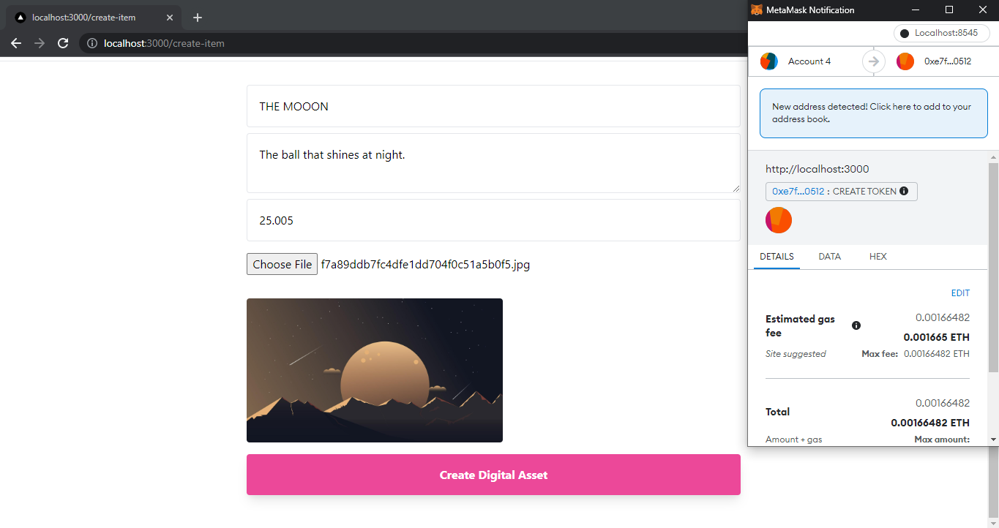 localhost:3000/create-item
localhost:3000/create-item
THE MOOON
The ball that shines at night.
25.005
Choose File f7a89ddb7fc4dfe1dd704f0c51a5b0f5.jpg
Create Digital Asset
MetaMask Notification
Localhost:8545
Account 4 0xe7f...0512
New address detected! Click here to add to your
address book.
http://localhost:3000
0xe7f...0512 : CREATE TOKEN
DETAILS DATA HEX
EDIT
0.00166482
Estimated gas
fee
0.001665 ETH
Site suggested Max fee: 0.00166482 ETH
0.00166482
Total
0.00166482 ETH
Amount + gas Max amount: